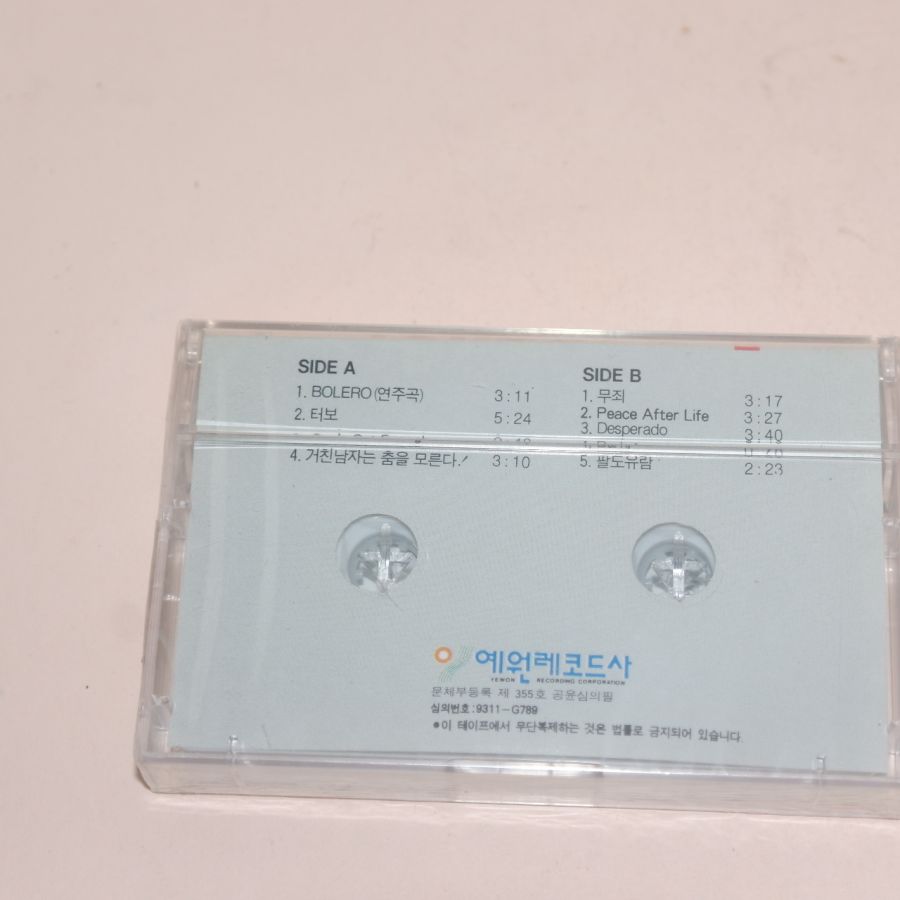 SIDE A
1. BOLERO (연주곡) 3:11
2. 터보 5:24
4. 거친남자는 춤을 모른다.! 3:10
SIDE B
1. 무죄 3:17
2. Peace After Life 3:27
3. Desperado 3:40
5. 팔도유람 2:23
예원레코드사
YEWON RECORDING CORPORATION
문체부등록 제 355호 공윤심의필
심의번호:9311-G789
●이 테이프에서 무단복제하는 것은 법률로 금지되어 있습니다.